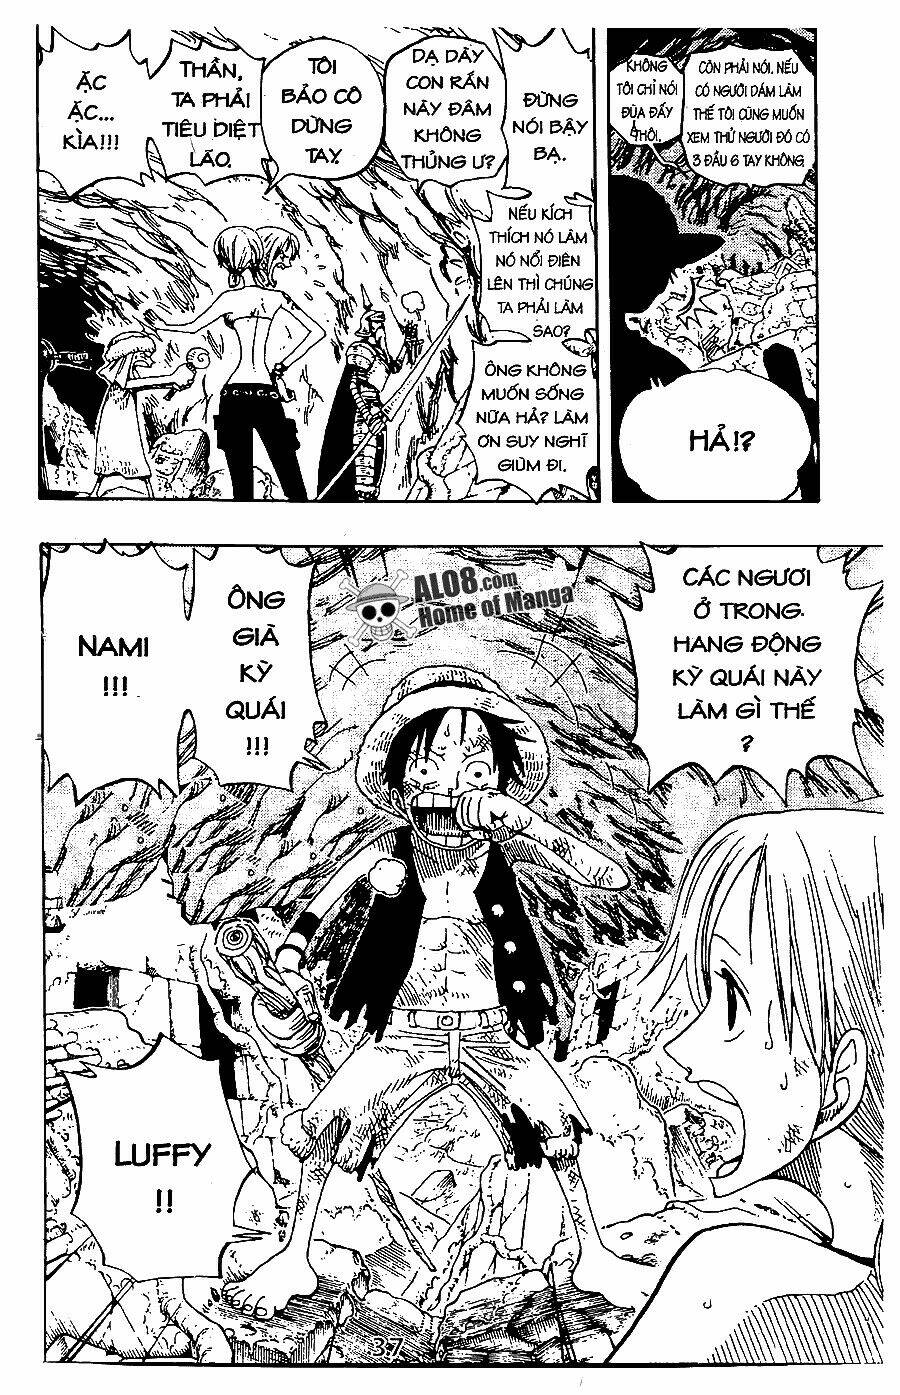 CÒN PHẢI NÓI. NẾU
CÓ NGƯỜI DÁM LÀM
THẾ TÔI CŨNG MUỐN
XEM THỬ NGƯỜI ĐÓ CÓ
3 ĐẦU 6 TAY KHÔNG.
KHÔNG
TÔI CHỈ NÓI
ĐÙA ĐẤY
THÔI.
HẢ!?
ĐỪNG
NÓI BẬY
BẠ.
NẾU KÍCH
THÍCH NÓ LÀM
NÓ NỔI ĐIÊN
LÊN THÌ CHÚNG
TA PHẢI LÀM
SAO?
ÔNG KHÔNG
MUỐN SỐNG
NỮA HẢ? LÀM
ƠN SUY NGHĨ
GIÙM ĐI.
DẠ DÀY
CON RẮN
NÀY ĐÂM
KHÔNG
THỦNG Ư?
TÔI
BẢO CÔ
DỪNG
TAY.
THẦN,
TA PHẢI
TIÊU DIỆT
LÃO.
ẶC
ẶC...
KÌA!!!
CÁC NGƯƠI
Ở TRONG
HANG ĐỘNG
KỲ QUÁI NÀY
LÀM GÌ THẾ
?
AL08.com
Home of Manga
ÔNG
GIÀ
KỲ
QUÁI
!!!
NAMI
!!!
LUFFY
!!
37